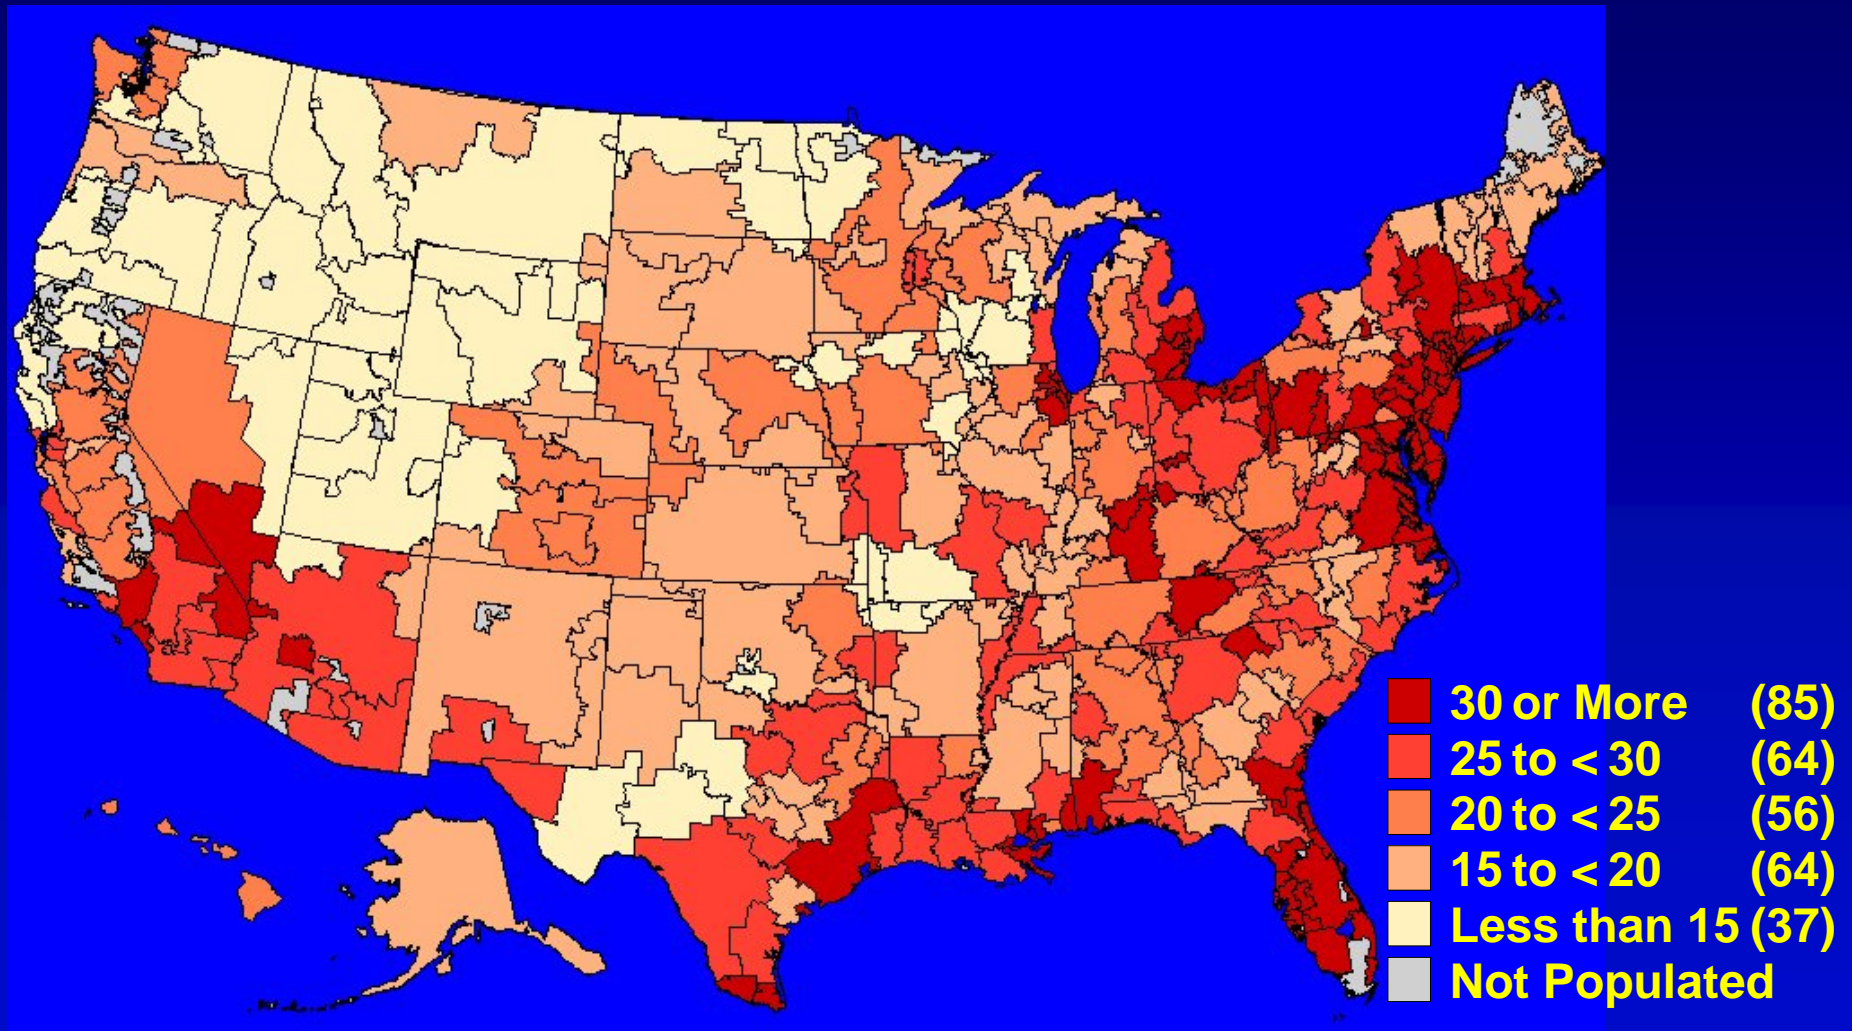 30 or More (85)
25 to < 30 (64)
20 to < 25 (56)
15 to < 20 (64)
Less than 15 (37)
Not Populated